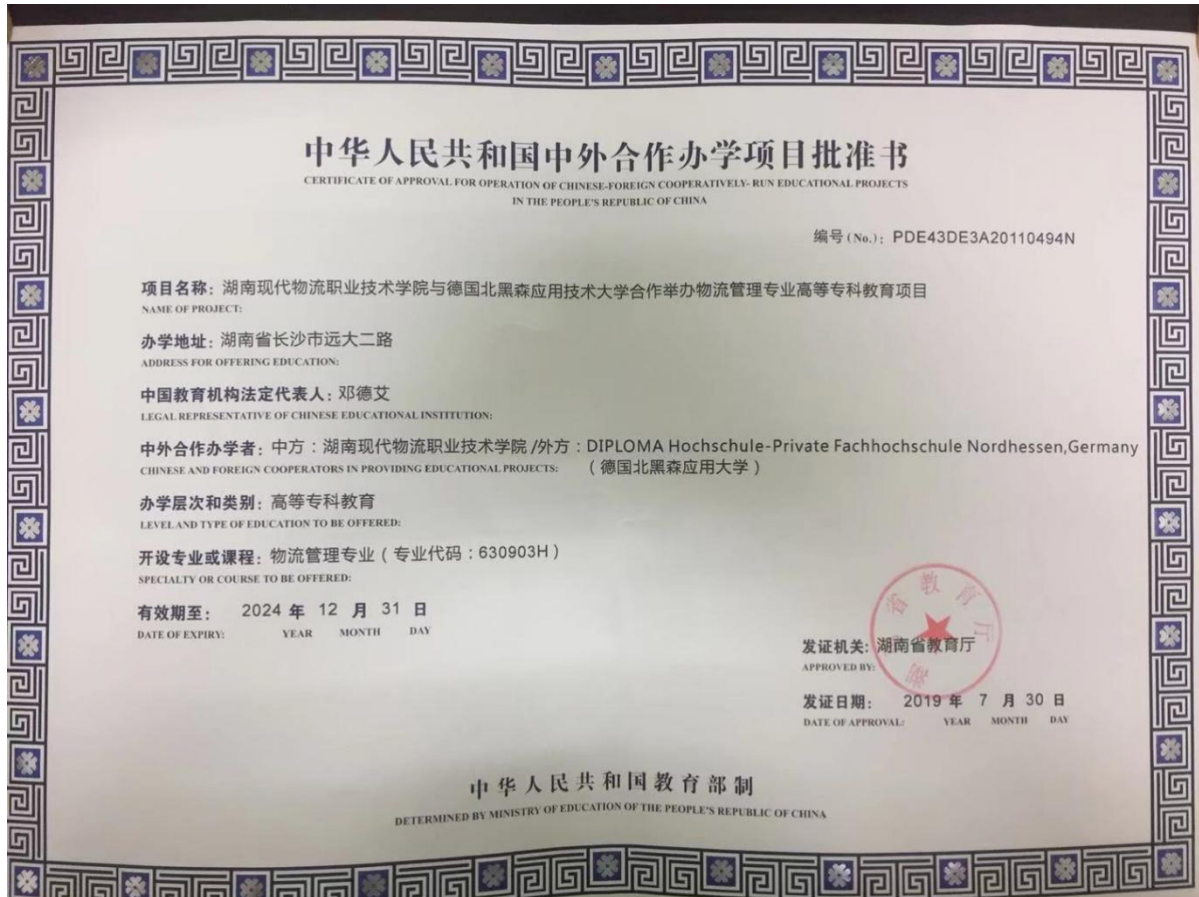 中华人民共和国中外合作办学项目批准书
CERTIFICATE OF APPROVAL FOR OPERATION OF CHINESE-FOREIGN COOPERATIVELY- RUN EDUCATIONAL PROJECTS
IN THE PEOPLE'S REPUBLIC OF CHINA
编号(No.): PDE43DE3A20110494N
项目名称: 湖南现代物流职业技术学院与德国北黑森应用技术大学合作举办物流管理专业高等专科教育项目
NAME OF PROJECT:
办学地址: 湖南省长沙市远大二路
ADDRESS FOR OFFERING EDUCATION:
中国教育机构法定代表人: 邓德艾
LEGAL REPRESENTATIVE OF CHINESE EDUCATIONAL INSTITUTION:
中外合作办学者: 中方：湖南现代物流职业技术学院/外方：DIPLOMA Hochschule-Private Fachhochschule Nordhessen,Germany
CHINESE AND FOREIGN COOPERATORS IN PROVIDING EDUCATIONAL PROJECTS: （德国北黑森应用大学）
办学层次和类别: 高等专科教育
LEVEL AND TYPE OF EDUCATION TO BE OFFERED:
开设专业或课程: 物流管理专业（专业代码：630903H）
SPECIALTY OR COURSE TO BE OFFERED:
有效期至: 2024 年 12 月 31 日
DATE OF EXPIRY: YEAR MONTH DAY
湖南省教育厅
发证机关: 湖南省教育厅
APPROVED BY:
发证日期: 2019 年 7 月 30 日
DATE OF APPROVAL: YEAR MONTH DAY
中华人民共和国教育部制
DETERMINED BY MINISTRY OF EDUCATION OF THE PEOPLE'S REPUBLIC OF CHINA